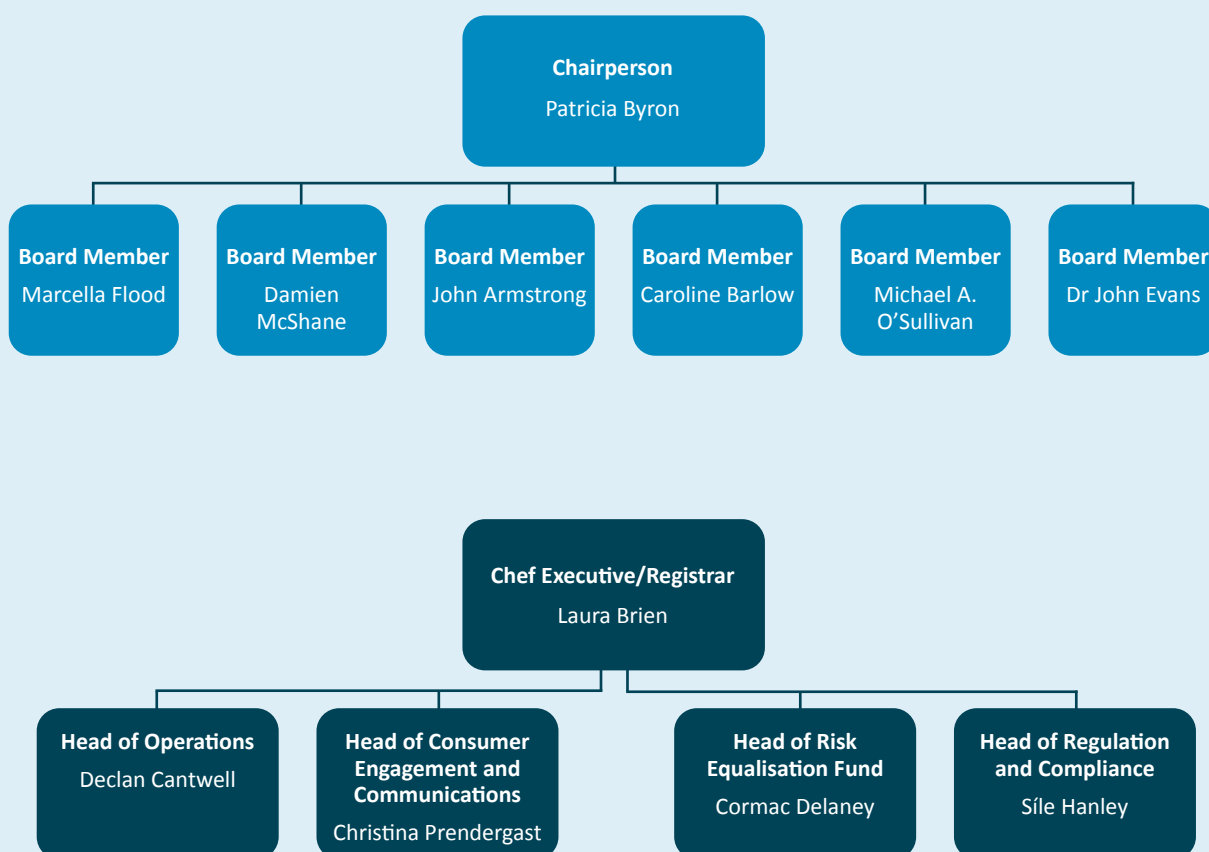 Chairperson
Patricia Byron
Board Member
Marcella Flood
Board Member
Damien
McShane
Board Member
John Armstrong
Board Member
Caroline Barlow
Board Member
Michael A.
O’Sullivan
Board Member
Dr John Evans
Chef Executive/Registrar
Laura Brien
Head of Operations
Declan Cantwell
Head of Consumer
Engagement and
Communications
Christina Prendergast
Head of Risk
Equalisation Fund
Cormac Delaney
Head of Regulation
and Compliance
Síle Hanley